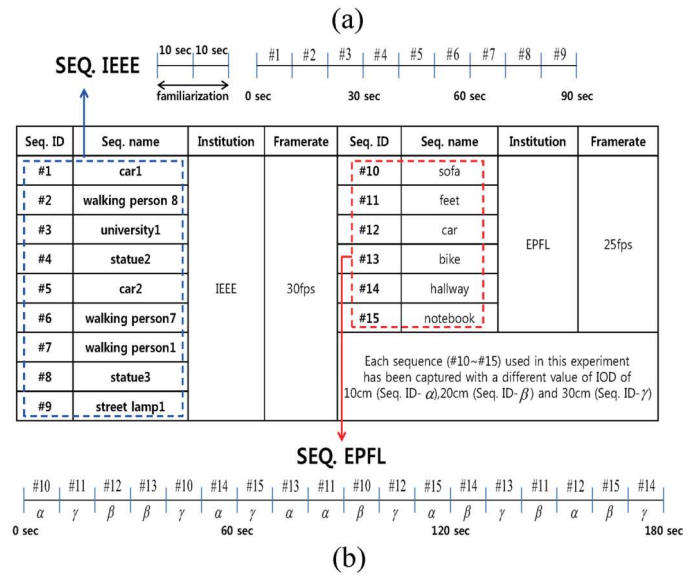 (a)
SEQ. IEEE
10 sec 10 sec
familiarization
#1 #2 #3 #4 #5 #6 #7 #8 #9
0 sec 30 sec 60 sec 90 sec
Seq. ID Seq. name Institution Framerate Seq. ID Seq. name Institution Framerate
#1 car1 #10 sofa
#2 walking person 8 #11 feet
#3 university1 #12 car
#4 statue2 #13 bike
#5 car2 #14 hallway
#6 walking person7 #15 notebook
IEEE 30fps EPFL 25fps
#7 walking person1
#8 statue3
#9 street lamp1
Each sequence (#10~#15) used in this experiment
has been captured with a different value of IOD of
10cm (Seq. ID- α),20cm (Seq. ID-β) and 30cm (Seq. ID-γ)
SEQ. EPFL
#10 #11 #12 #13 #10 #14 #15 #13 #11 #10 #12 #15 #14 #13 #11 #12 #15 #14
α γ β β γ α γ α α β γ α β γ β α β γ
0 sec 60 sec 120 sec 180 sec
(b)